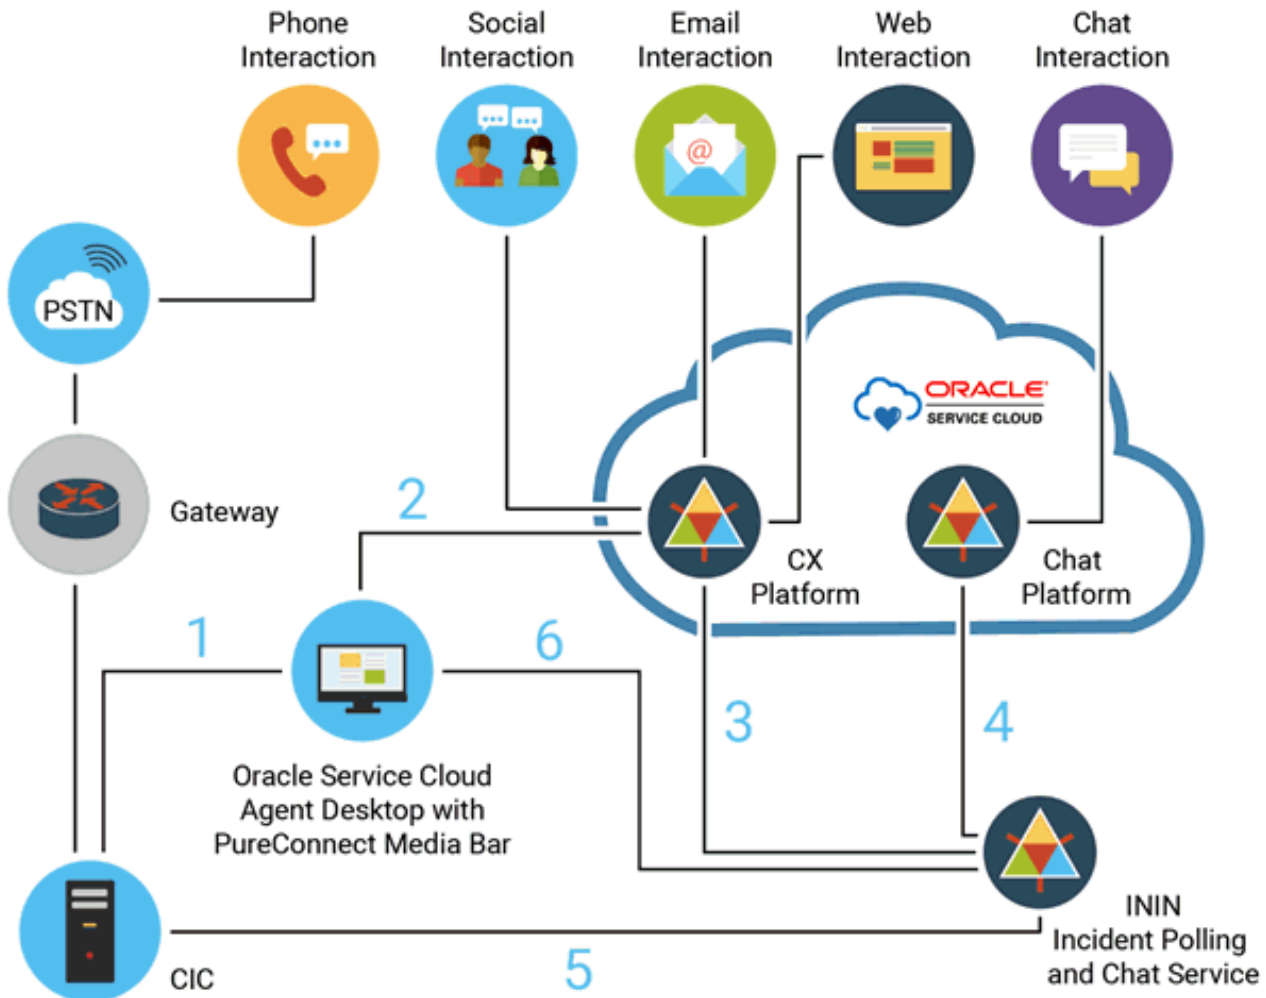 Phone
Interaction
Social
Interaction
Email
Interaction
Web
Interaction
Chat
Interaction
@
PSTN
ORACLE
SERVICE CLOUD
2
Gateway
CX
Platform
Chat
Platform
1
6
3
4
Oracle Service Cloud
Agent Desktop with
PureConnect Media Bar
ININ
Incident Polling
and Chat Service
CIC
5